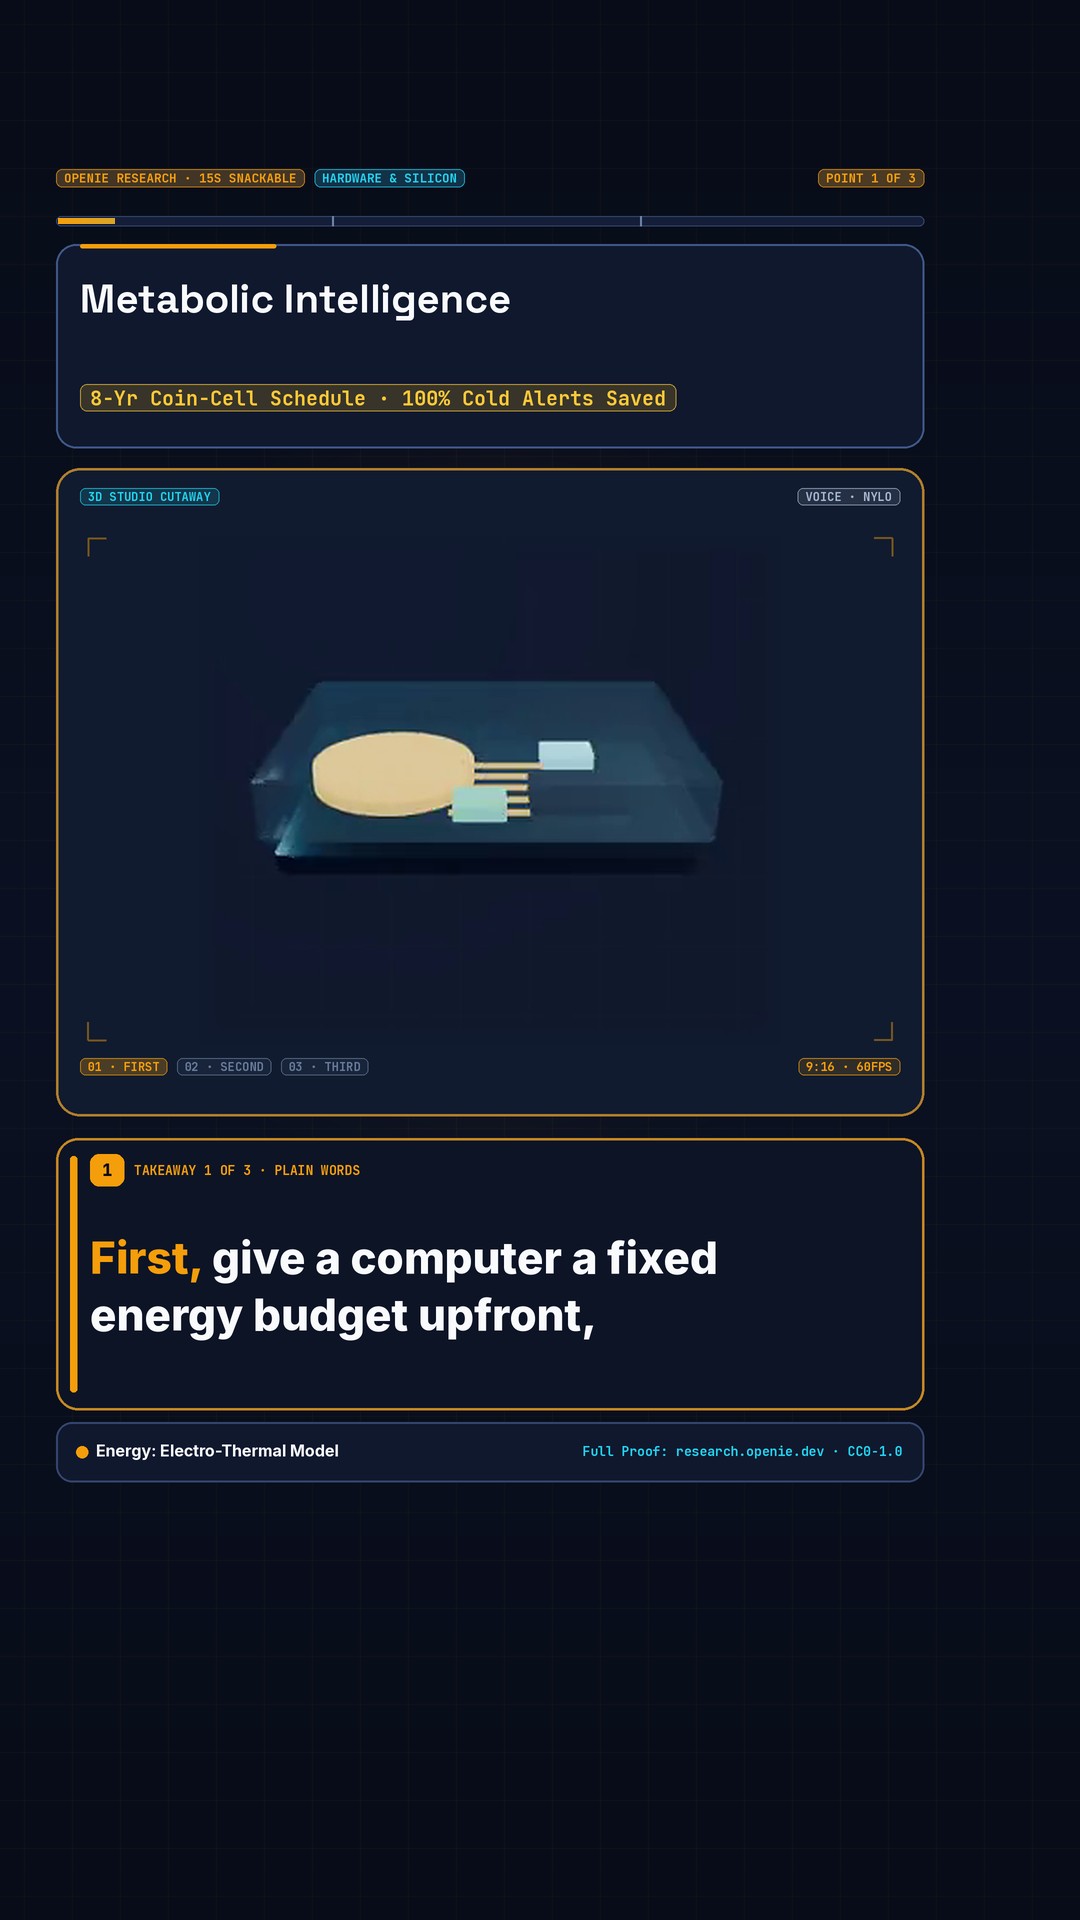 OPENIE RESEARCH · 15S SNACKABLE
HARDWARE & SILICON
POINT 1 OF 3
Metabolic Intelligence
8-Yr Coin-Cell Schedule · 100% Cold Alerts Saved
3D STUDIO CUTAWAY
VOICE · NYLO
01 · FIRST
02 · SECOND
03 · THIRD
9:16 · 60FPS
1
TAKEAWAY 1 OF 3 · PLAIN WORDS
First, give a computer a fixed
energy budget upfront,
Energy: Electro-Thermal Model
Full Proof: research.openie.dev · CC0-1.0